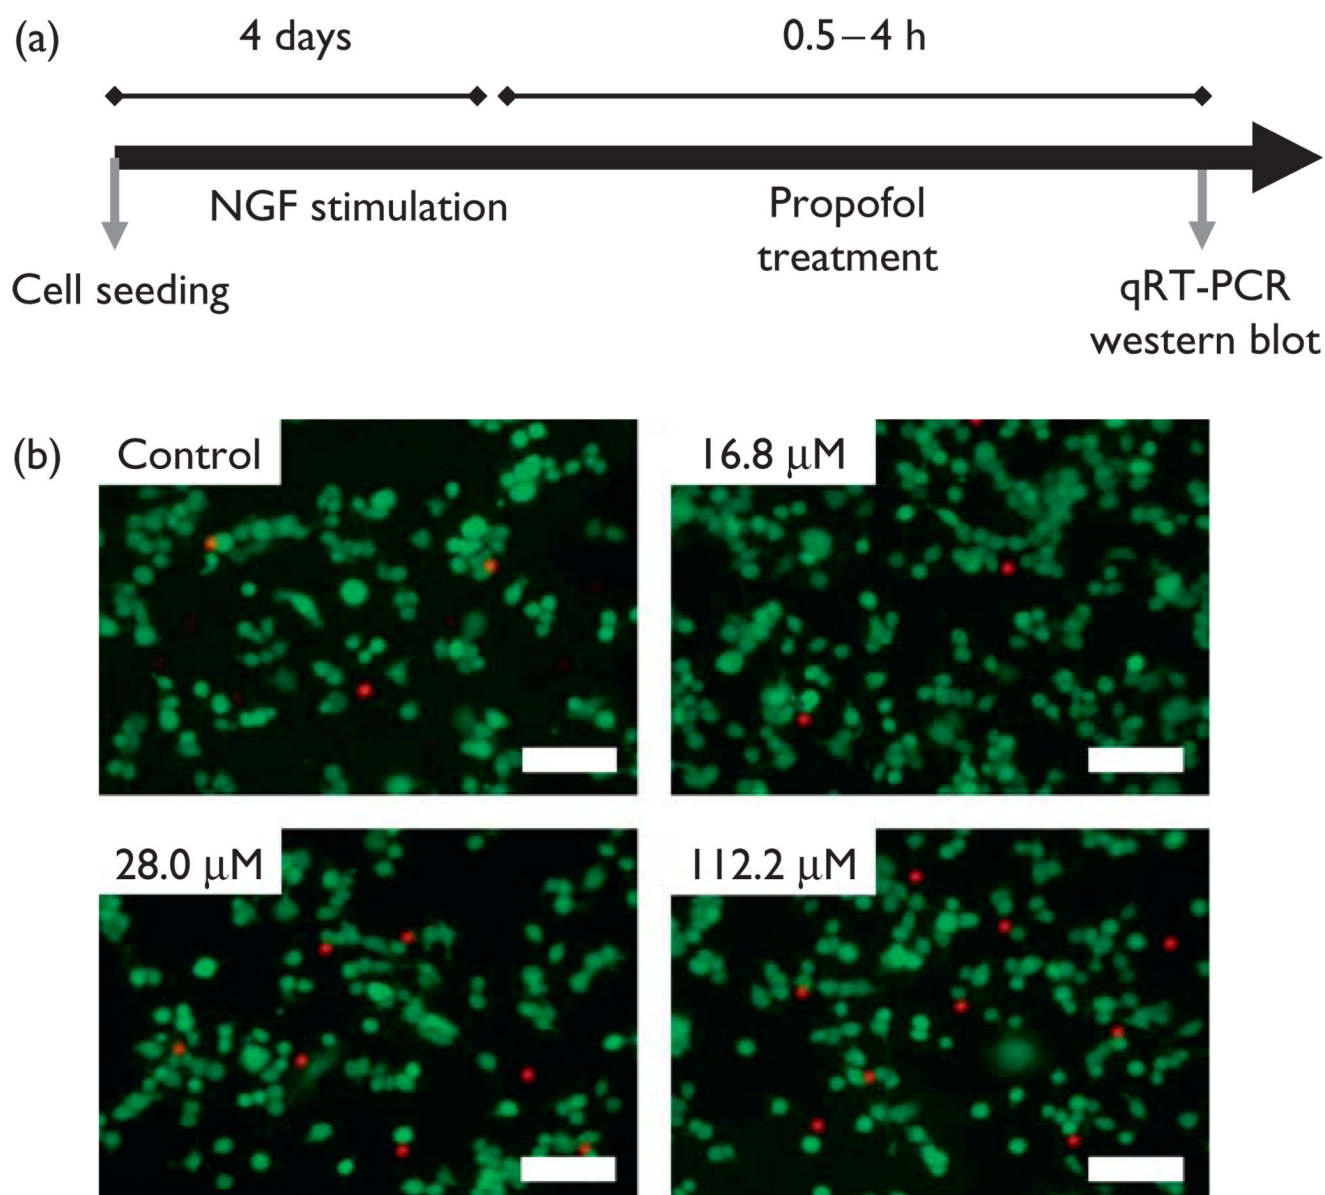 (a)
4 days
0.5–4 h
NGF stimulation
Propofol
treatment
Cell seeding
qRT-PCR
western blot
(b)
Control
16.8 μM
28.0 μM
112.2 μM